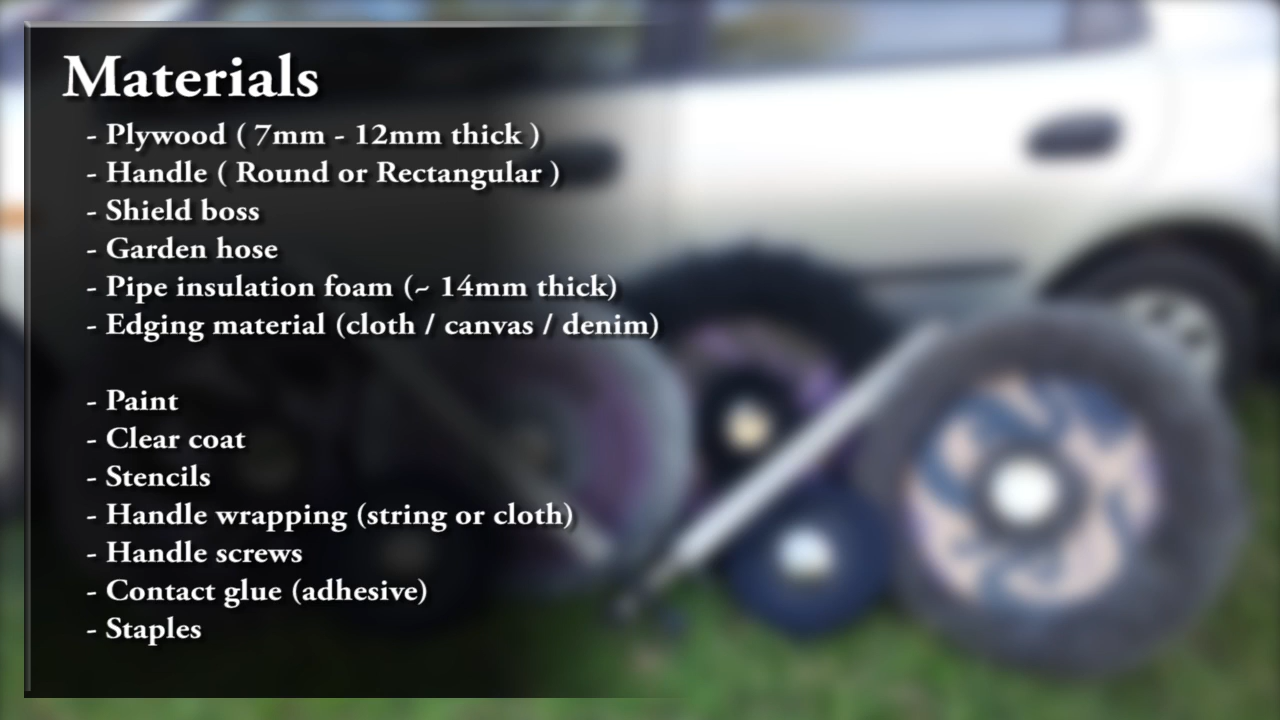 Materials
- Plywood ( 7mm - 12mm thick )
- Handle ( Round or Rectangular )
- Shield boss
- Garden hose
- Pipe insulation foam (~ 14mm thick)
- Edging material (cloth / canvas / denim)
- Paint
- Clear coat
- Stencils
- Handle wrapping (string or cloth)
- Handle screws
- Contact glue (adhesive)
- Staples